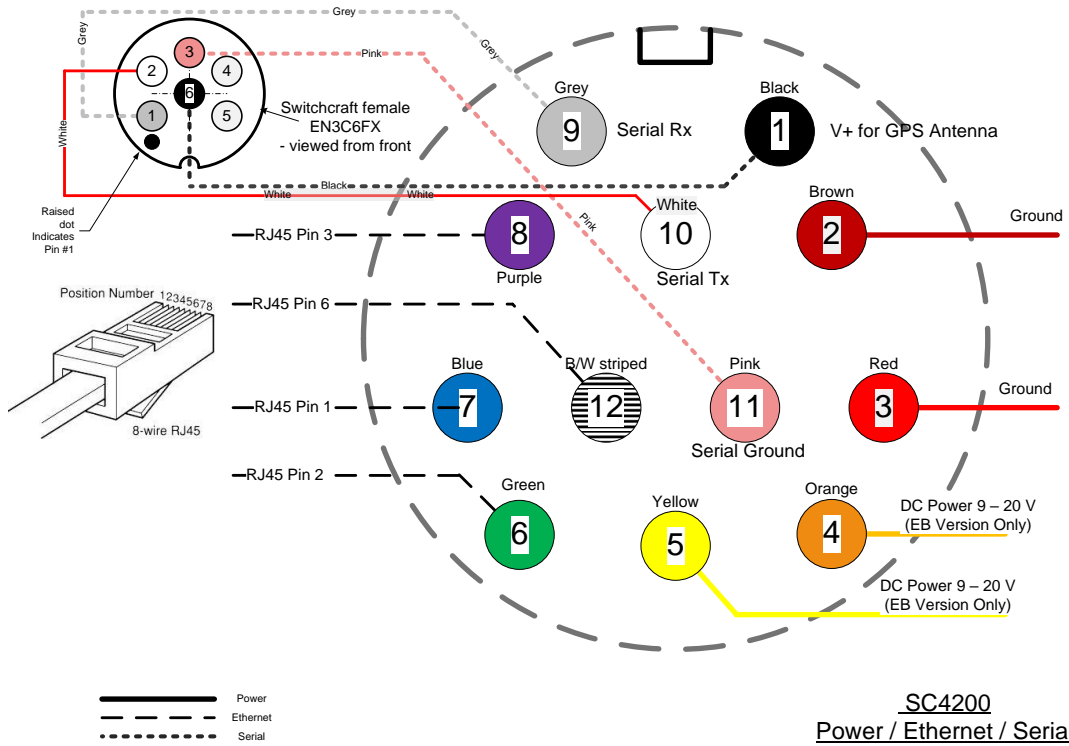 Grey
Grey
Grey
3
Pink
2
4
6
1
5
White
Switchcraft female
EN3C6FX
- viewed from front
Raised
dot
Indicates
Pin #1
Black
White
White
Pink
Grey
9
Serial Rx
Black
1
V+ for GPS Antenna
RJ45 Pin 3
8
Purple
White
10
Serial Tx
Brown
2
Ground
Position Number 12345678
8-wire RJ45
RJ45 Pin 6
RJ45 Pin 1
Blue
7
B/W striped
12
Pink
11
Serial Ground
Red
3
Ground
RJ45 Pin 2
Green
6
Yellow
5
Orange
4
DC Power 9 – 20 V
(EB Version Only)
DC Power 9 – 20 V
(EB Version Only)
Power
Ethernet
Serial
SC4200
Power / Ethernet / Seria